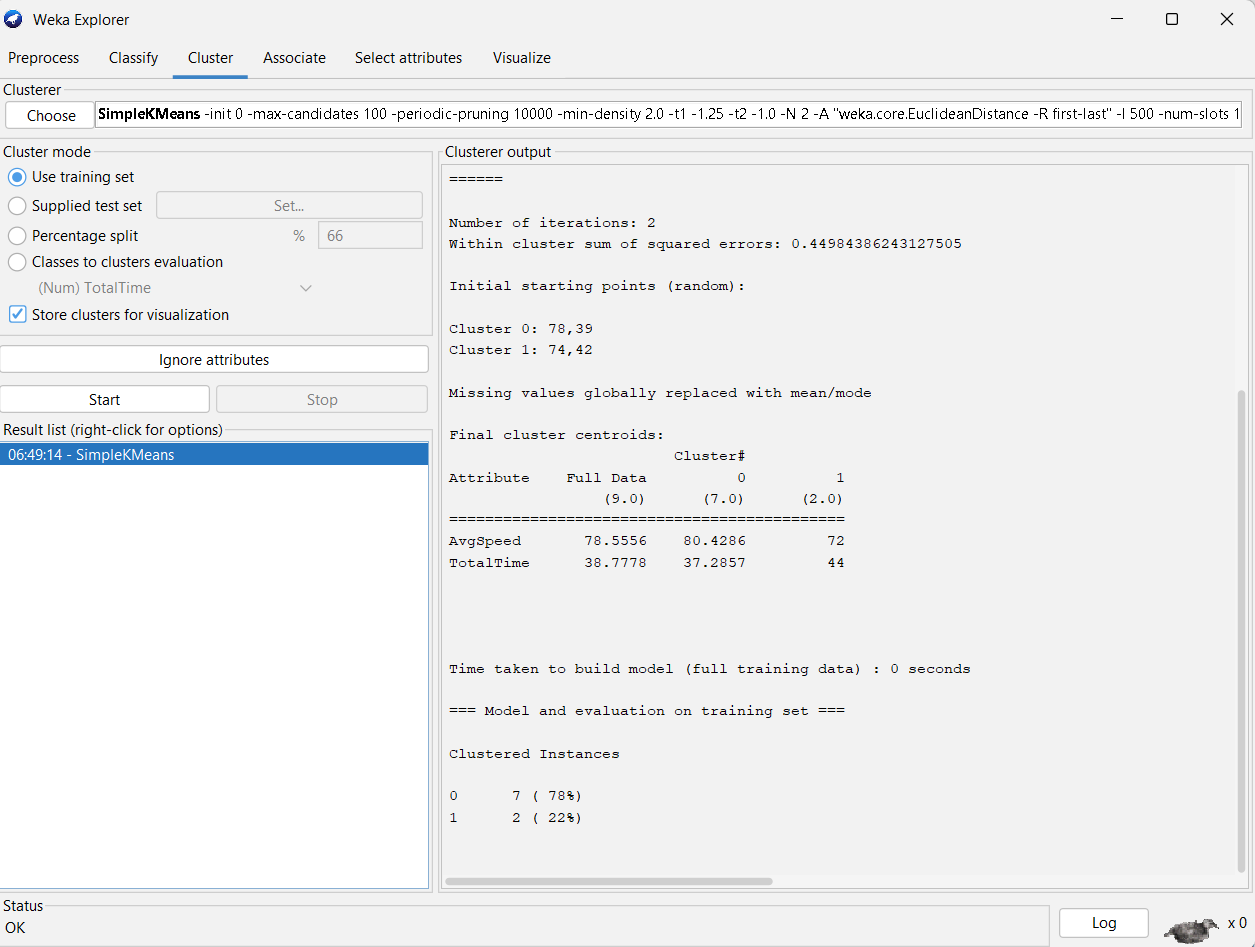 Weka Explorer
Preprocess Classify Cluster Associate Select attributes Visualize
Clusterer
Choose SimpleKMeans -init 0 -max-candidates 100 -periodic-pruning 10000 -min-density 2.0 -t1 -1.25 -t2 -1.0 -N 2 -A "weka.core.EuclideanDistance -R first-last" -I 500 -num-slots 1
Cluster mode
Use training set
Supplied test set Set...
Percentage split % 66
Classes to clusters evaluation
(Num) TotalTime
Store clusters for visualization
Ignore attributes
Start Stop
Result list (right-click for options)
06:49:14 - SimpleKMeans
Clusterer output
======
Number of iterations: 2
Within cluster sum of squared errors: 0.44984386243127505
Initial starting points (random):
Cluster 0: 78,39
Cluster 1: 74,42
Missing values globally replaced with mean/mode
Final cluster centroids:
Cluster#
Attribute Full Data 0 1
(9.0) (7.0) (2.0)
============================================
AvgSpeed 78.5556 80.4286 72
TotalTime 38.7778 37.2857 44
Time taken to build model (full training data) : 0 seconds
=== Model and evaluation on training set ===
Clustered Instances
0 7 ( 78%)
1 2 ( 22%)
Status
OK
Log x 0